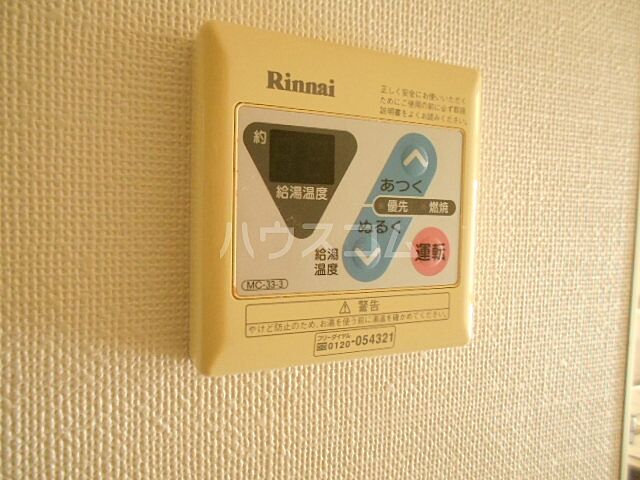 Rinnai
正しく安全にお使いいただく
ためにご使用の前に必ず取扱
説明書をよくお読みください。
約
給湯温度
あつく
優先 燃焼
ぬるく
給湯
温度
運転
MC-33-3
ハウスコム
⚠ 警告
やけど防止のため、お湯を使う前に湯温を確かめてください。
フリーダイヤル
0120-054321